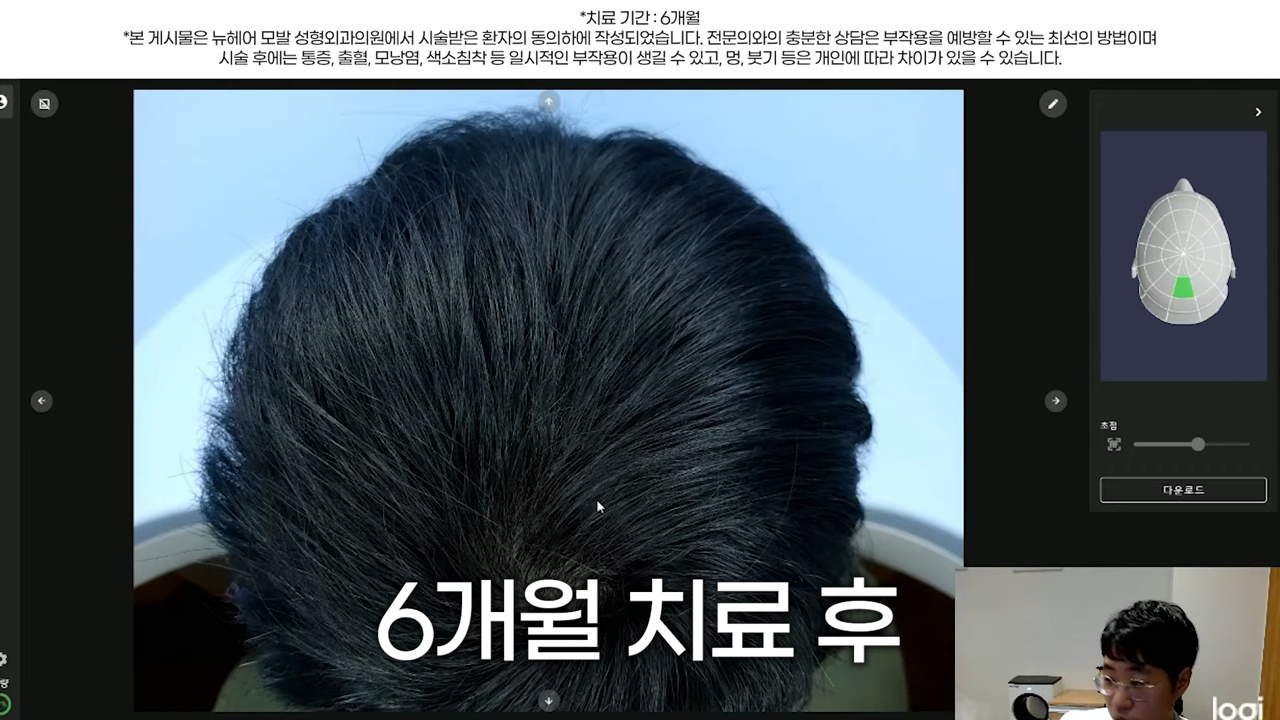 *치료 기간 : 6개월
*본 게시물은 뉴헤어 모발 성형외과의원에서 시술받은 환자의 동의하에 작성되었습니다. 전문의와의 충분한 상담은 부작용을 예방할 수 있는 최선의 방법이며
시술 후에는 통증, 출혈, 모낭염, 색소침착 등 일시적인 부작용이 생길 수 있고, 멍, 붓기 등은 개인에 따라 차이가 있을 수 있습니다.
초점
다운로드
6개월 치료 후
logi